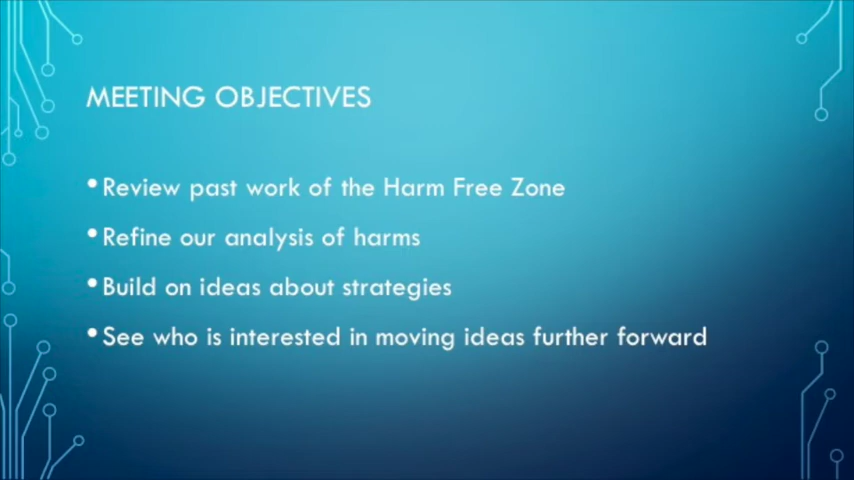 MEETING OBJECTIVES
• Review past work of the Harm Free Zone
• Refine our analysis of harms
• Build on ideas about strategies
• See who is interested in moving ideas further forward